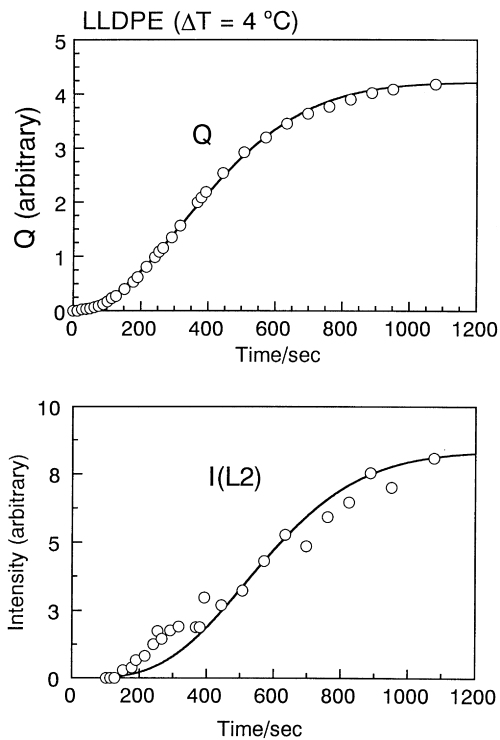 LLDPE (ΔT = 4 °C)
5
4
3
2
1
0
Q (arbitrary)
Q
0 200 400 600 800 1000 1200
Time/sec
10
8
5
3
0
Intensity (arbitrary)
I(L2)
0 200 400 600 800 1000 1200
Time/sec